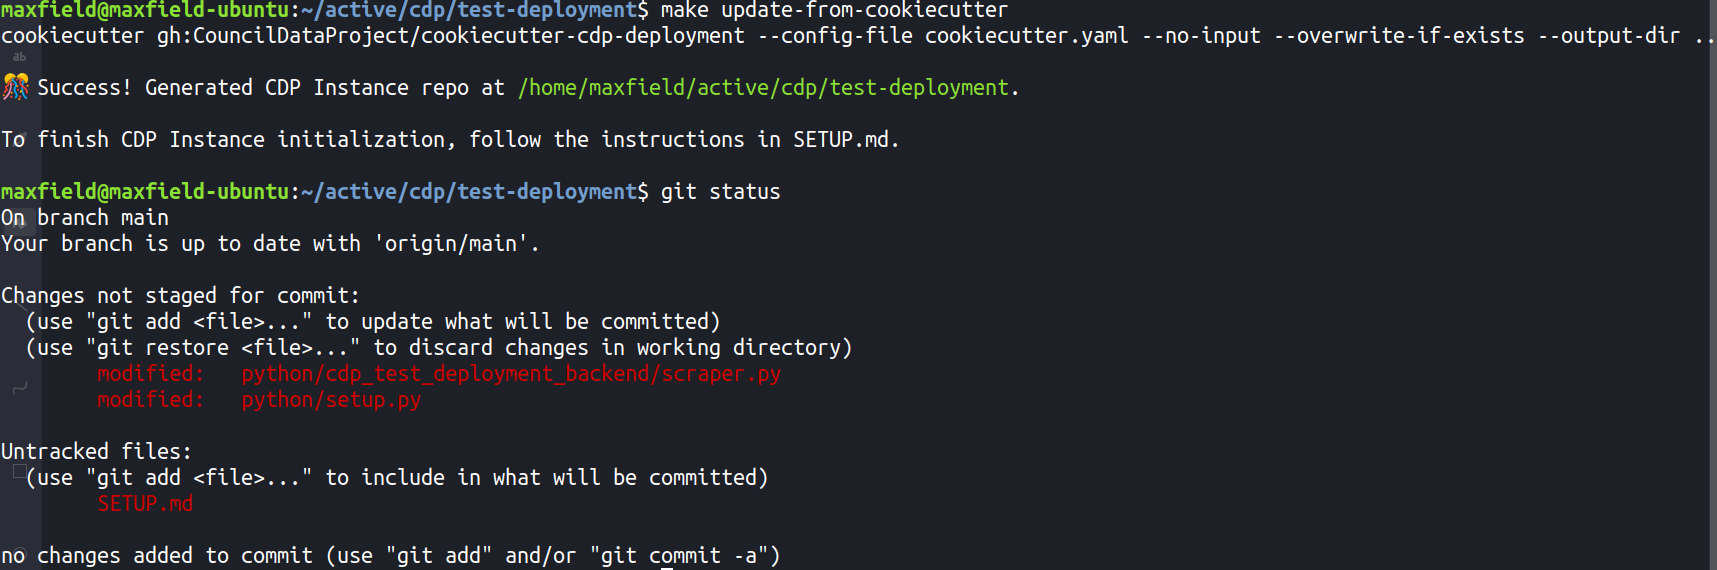 maxfield@maxfield-ubuntu:~/active/cdp/test-deployment$ make update-from-cookiecutter
cookiecutter gh:CouncilDataProject/cookiecutter-cdp-deployment --config-file cookiecutter.yaml --no-input --overwrite-if-exists --output-dir ..
🎊 Success! Generated CDP Instance repo at /home/maxfield/active/cdp/test-deployment.
To finish CDP Instance initialization, follow the instructions in SETUP.md.
maxfield@maxfield-ubuntu:~/active/cdp/test-deployment$ git status
On branch main
Your branch is up to date with 'origin/main'.
Changes not staged for commit:
  (use "git add <file>..." to update what will be committed)
  (use "git restore <file>..." to discard changes in working directory)
        modified:   python/cdp_test_deployment_backend/scraper.py
        modified:   python/setup.py
Untracked files:
  (use "git add <file>..." to include in what will be committed)
        SETUP.md
no changes added to commit (use "git add" and/or "git commit -a")